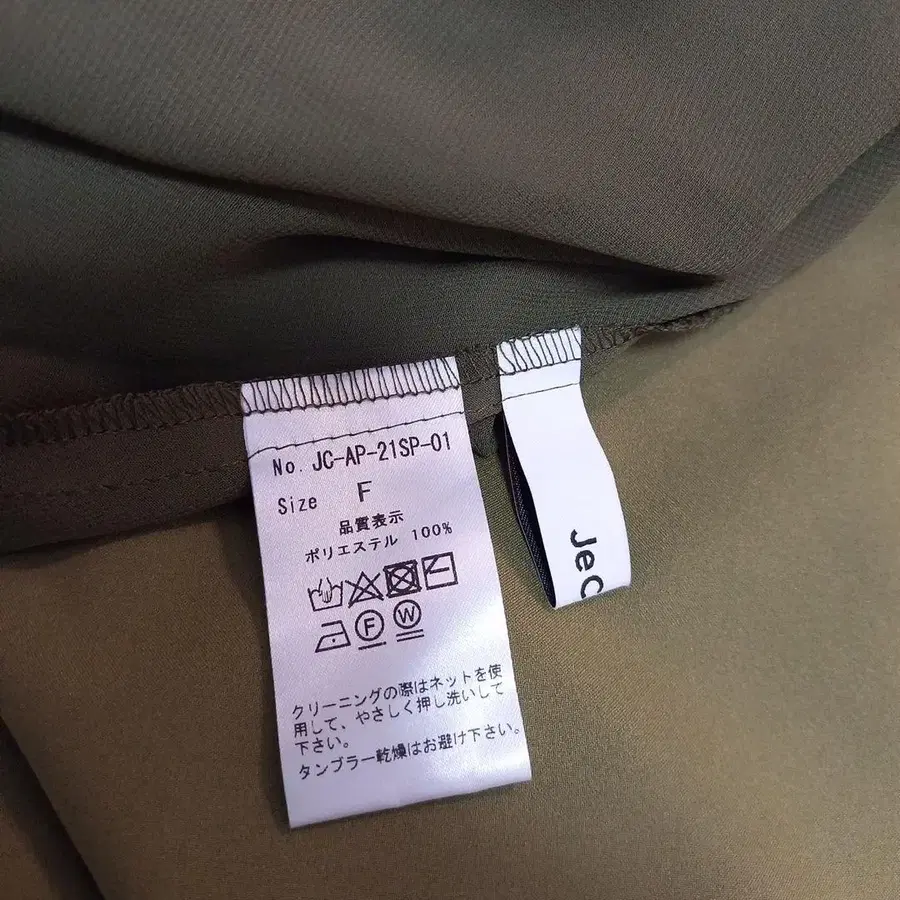 No. JC-AP-21SP-01
Size F
品質表示
ポリエステル 100%
F W
クリーニングの際はネットを使
用して、やさしく押し洗いして
下さい。
タンブラー乾燥はお避け下さい。
JeC